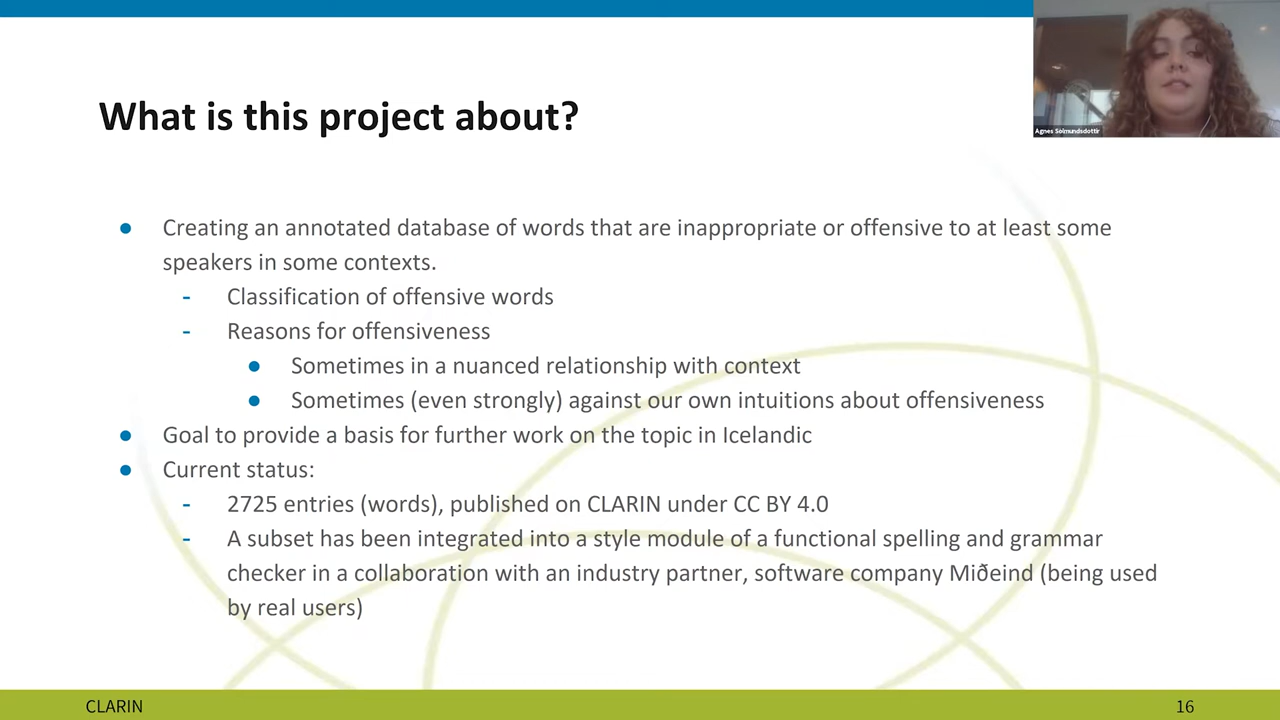 What is this project about?
Agnes Solmundsdottir
● Creating an annotated database of words that are inappropriate or offensive to at least some
speakers in some contexts.
- Classification of offensive words
- Reasons for offensiveness
● Sometimes in a nuanced relationship with context
● Sometimes (even strongly) against our own intuitions about offensiveness
● Goal to provide a basis for further work on the topic in Icelandic
● Current status:
- 2725 entries (words), published on CLARIN under CC BY 4.0
- A subset has been integrated into a style module of a functional spelling and grammar
checker in a collaboration with an industry partner, software company Miðeind (being used
by real users)
CLARIN
16